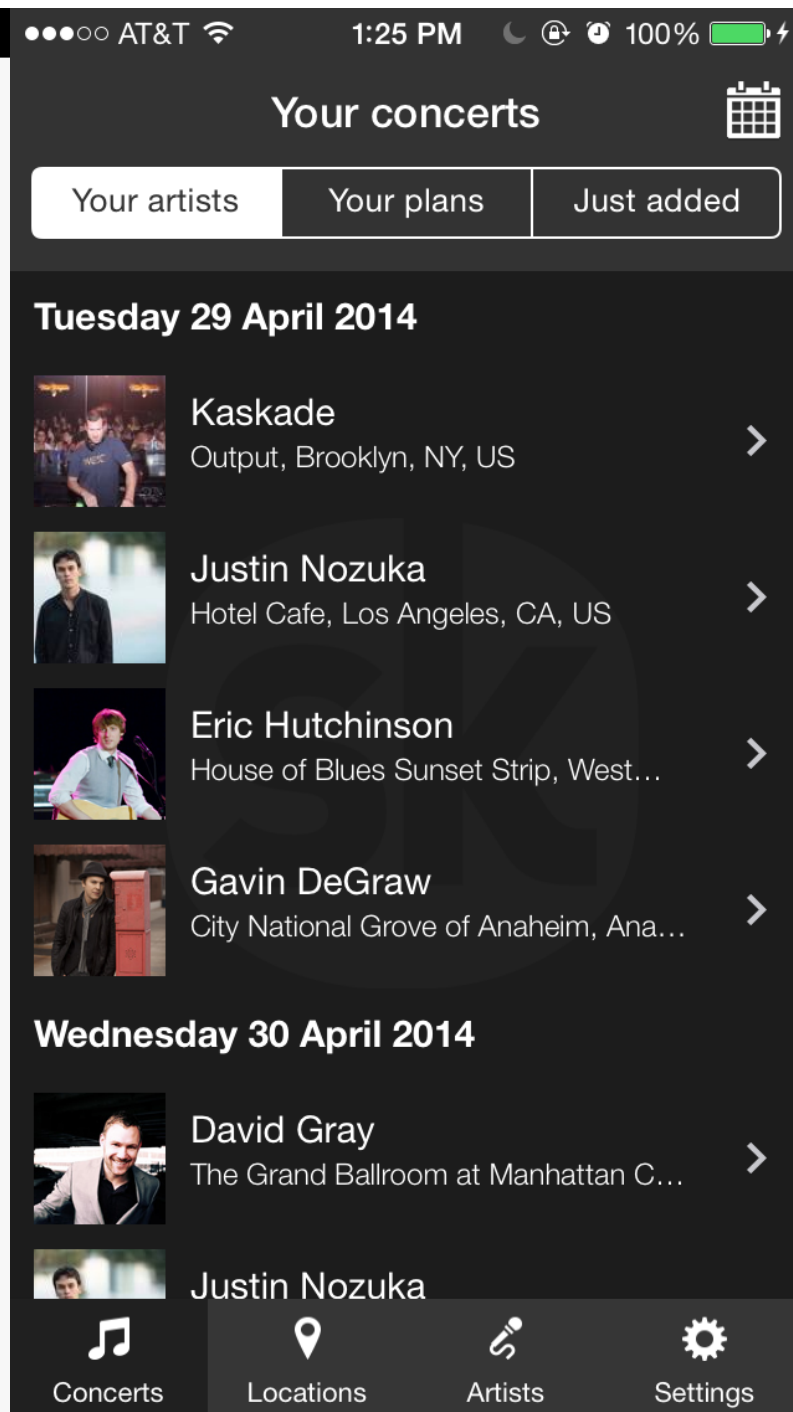 AT&T 1:25 PM 100%
Your concerts
Your artists Your plans Just added
Tuesday 29 April 2014
Kaskade
Output, Brooklyn, NY, US
Justin Nozuka
Hotel Cafe, Los Angeles, CA, US
Eric Hutchinson
House of Blues Sunset Strip, West…
Gavin DeGraw
City National Grove of Anaheim, Ana…
sk
Wednesday 30 April 2014
David Gray
The Grand Ballroom at Manhattan C…
Justin Nozuka
Concerts Locations Artists Settings